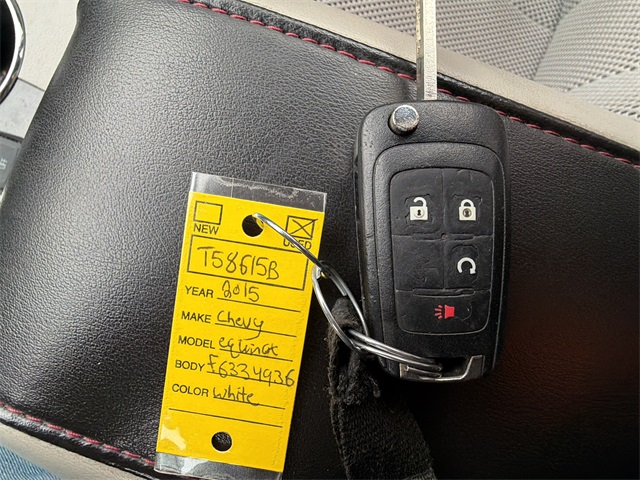 NEW USED
T58615B
YEAR 2015
MAKE Chevy
MODEL equinox
BODY F6334936
COLOR White